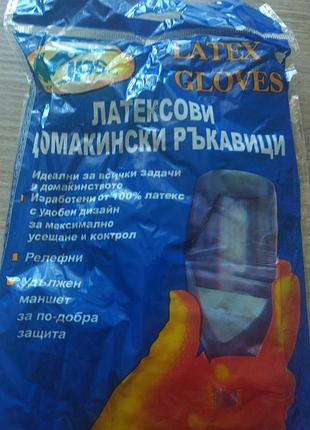 LATEX
GLOVES
ЛАТЕКСОВИ
ДОМАКИНСКИ РЪКАВИЦИ
Идеални за всички задачи
в домакинството
Изработени от 100% латекс
с удобен дизайн
за максимално
усещане и контрол
Релефни
Удължен
маншет
за по-добра
защита